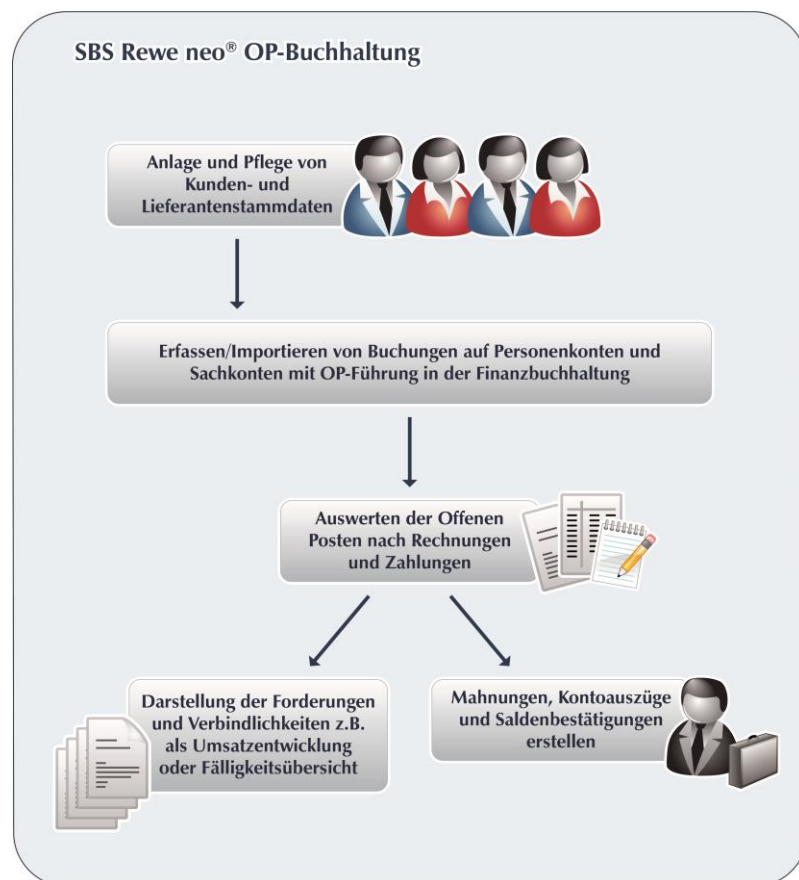 SBS Rewe neo® OP-Buchhaltung
Anlage und Pflege von
Kunden- und
Lieferantenstammdaten
Erfassen/Importieren von Buchungen auf Personenkonten und
Sachkonten mit OP-Führung in der Finanzbuchhaltung
Auswerten der Offenen
Posten nach Rechnungen
und Zahlungen
Darstellung der Forderungen
und Verbindlichkeiten z.B.
als Umsatzentwicklung
oder Fälligkeitsübersicht
Mahnungen, Kontoauszüge
und Saldenbestätigungen
erstellen